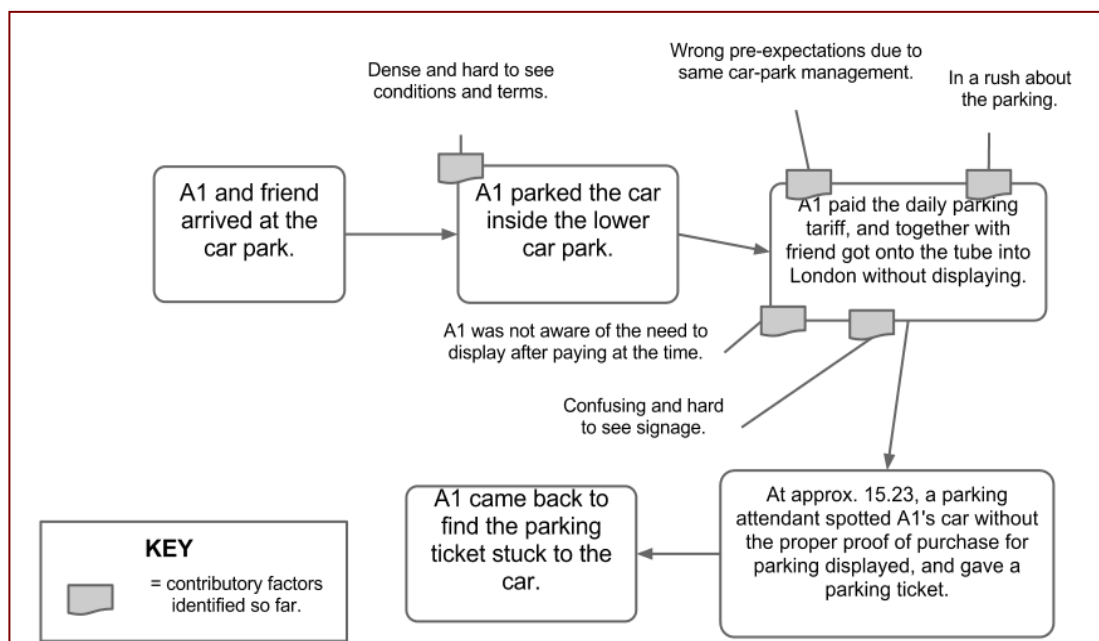 Wrong pre-expectations due to
same car-park management.
Dense and hard to see
conditions and terms.
In a rush about
the parking.
A1 and friend
arrived at the
car park.
A1 parked the car
inside the lower
car park.
A1 paid the daily parking
tariff, and together with
friend got onto the tube into
London without displaying.
A1 was not aware of the need to
display after paying at the time.
Confusing and hard
to see signage.
At approx. 15.23, a parking
attendant spotted A1's car without
the proper proof of purchase for
parking displayed, and gave a
parking ticket.
A1 came back to
find the parking
ticket stuck to the
car.
KEY
= contributory factors
identified so far.